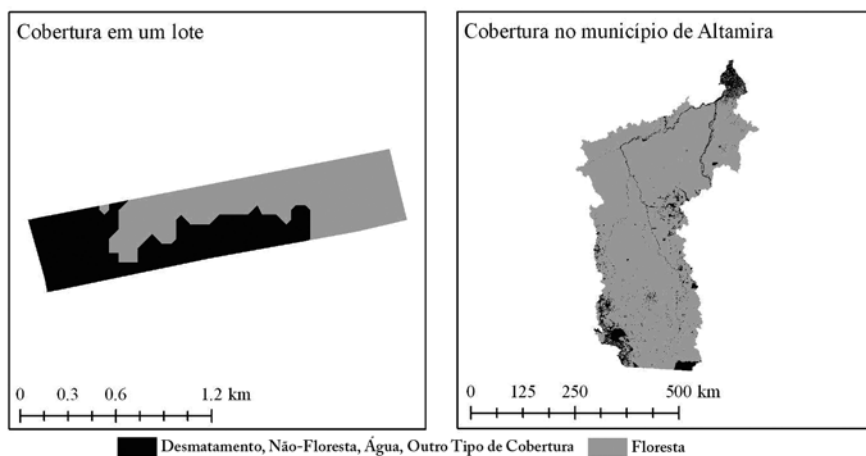 Cobertura em um lote
0 0.3 0.6 1.2 km
Cobertura no município de Altamira
0 125 250 500 km
Desmatamento, Não-Floresta, Água, Outro Tipo de Cobertura
Floresta